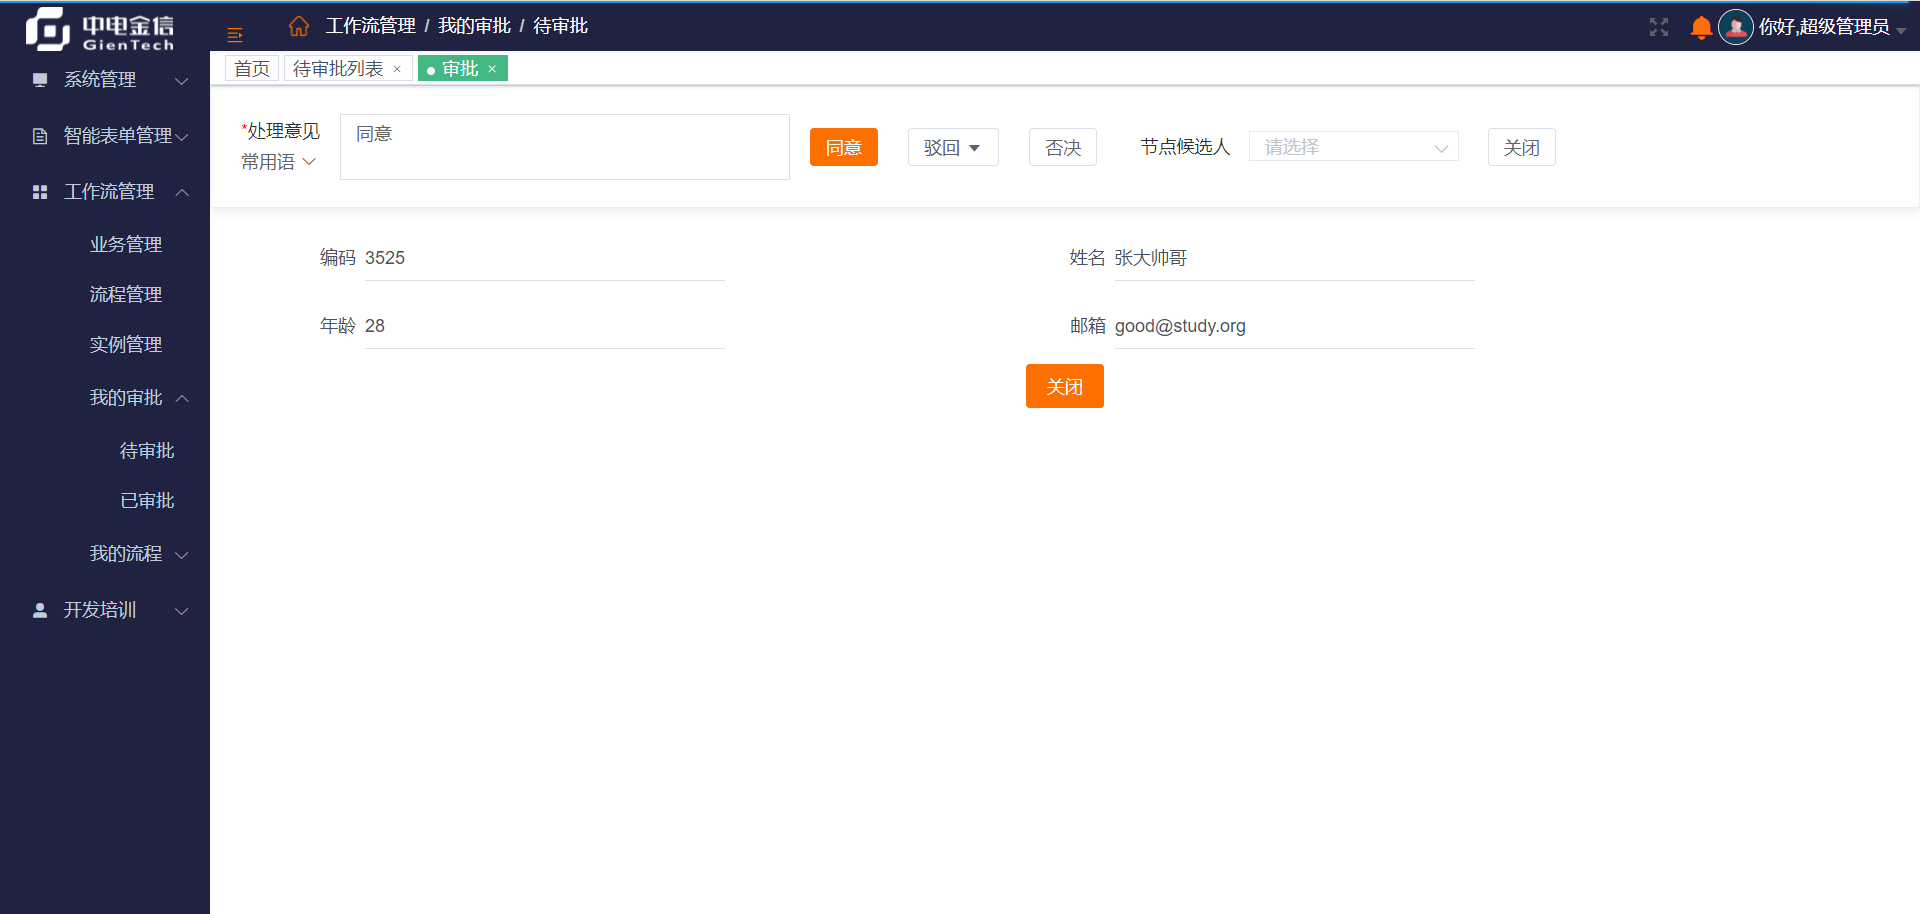 中电金信
GienTech
工作流管理 / 我的审批 / 待审批
你好,超级管理员
首页
待审批列表 ×
审批 ×
系统管理
智能表单管理
工作流管理
业务管理
流程管理
实例管理
我的审批
待审批
已审批
我的流程
开发培训
*处理意见
常用语
同意
同意
驳回
否决
节点候选人
请选择
关闭
编码 3525
姓名 张大帅哥
年龄 28
邮箱 good@study.org
关闭